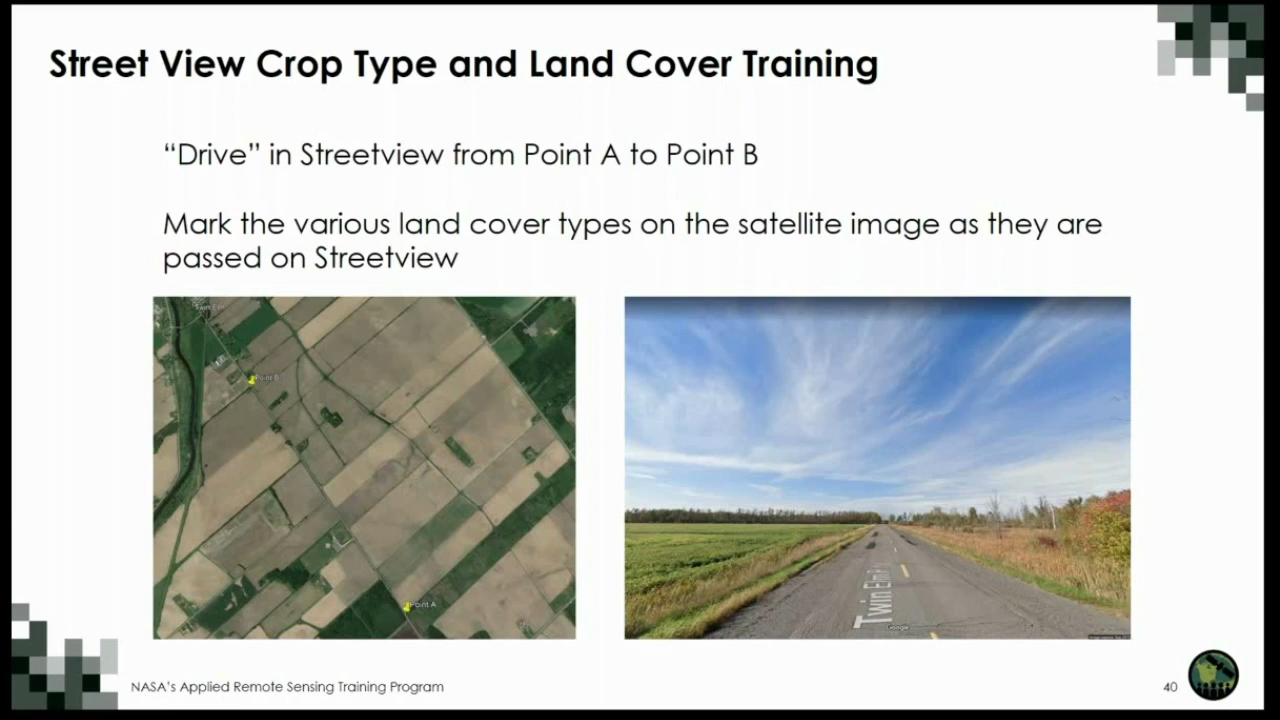 Street View Crop Type and Land Cover Training
“Drive” in Streetview from Point A to Point B
Mark the various land cover types on the satellite image as they are
passed on Streetview
Point B
Point A
Twin Elm
Google
NASA’s Applied Remote Sensing Training Program
40